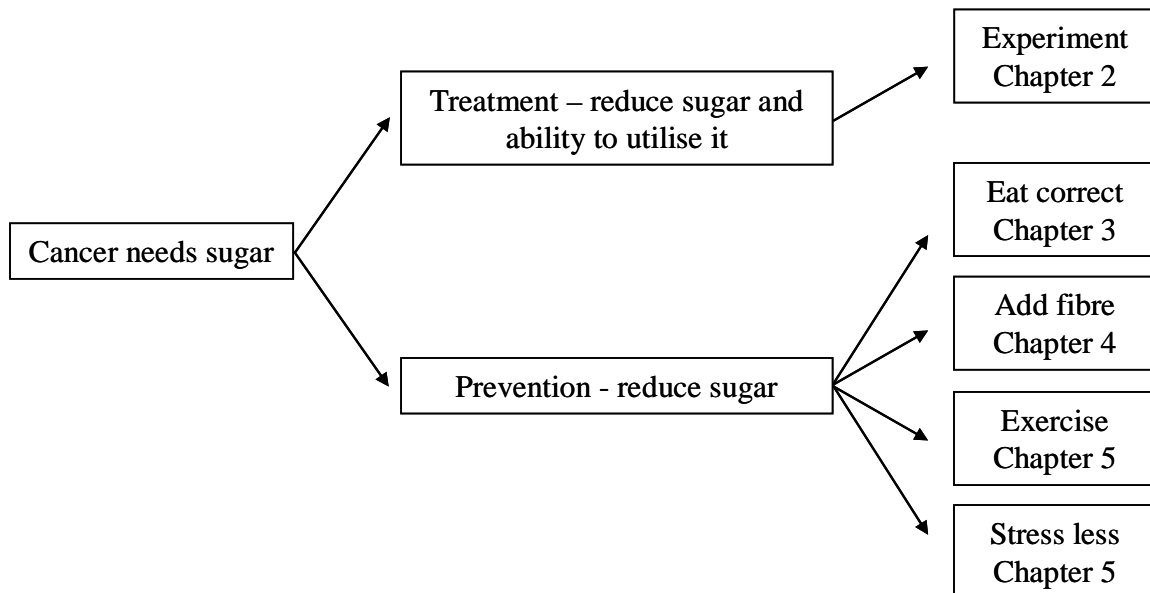 Cancer needs sugar
Treatment – reduce sugar and
ability to utilise it
Experiment
Chapter 2
Prevention - reduce sugar
Eat correct
Chapter 3
Add fibre
Chapter 4
Exercise
Chapter 5
Stress less
Chapter 5